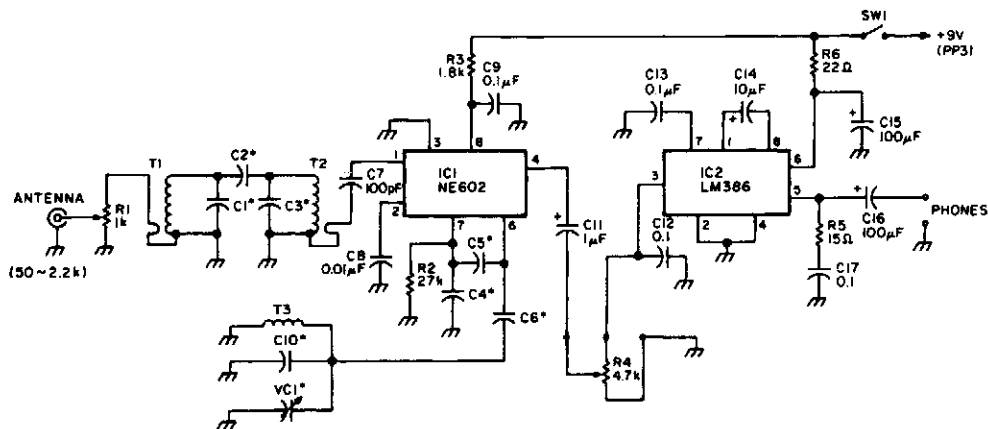 SW1
+9V
(PP3)
R3
1.8k
C9
0.1µF
R6
22Ω
C13
0.1µF
C14
10µF
+
+
C15
100µF
3
8
7
1
8
T1
C2*
T2
1
IC1
NE602
4
IC2
LM386
6
3
5
C7
100pF
2
7
6
2
4
ANTENNA
R1
1k
C1*
C3*
(50~2.2k)
C8
0.01µF
R2
27k
C5*
C4*
C6*
+
C11
1µF
C12
0.1
R5
15Ω
C17
0.1
+
C16
100µF
PHONES
T3
C10*
VC1*
R4
4.7k